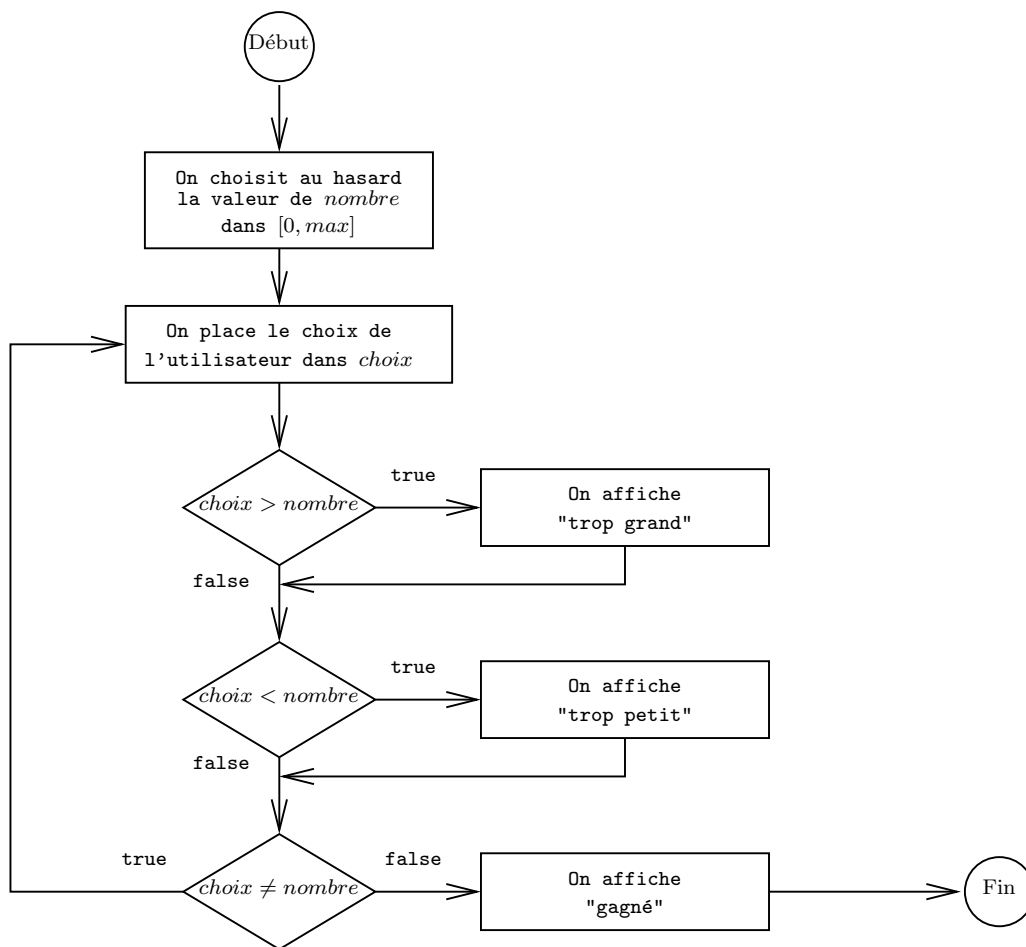 Début
On choisit au hasard
la valeur de nombre
dans [0, max]
On place le choix de
l'utilisateur dans choix
choix > nombre
true
On affiche
"trop grand"
false
choix < nombre
true
On affiche
"trop petit"
false
true
choix ≠ nombre
false
On affiche
"gagné"
Fin